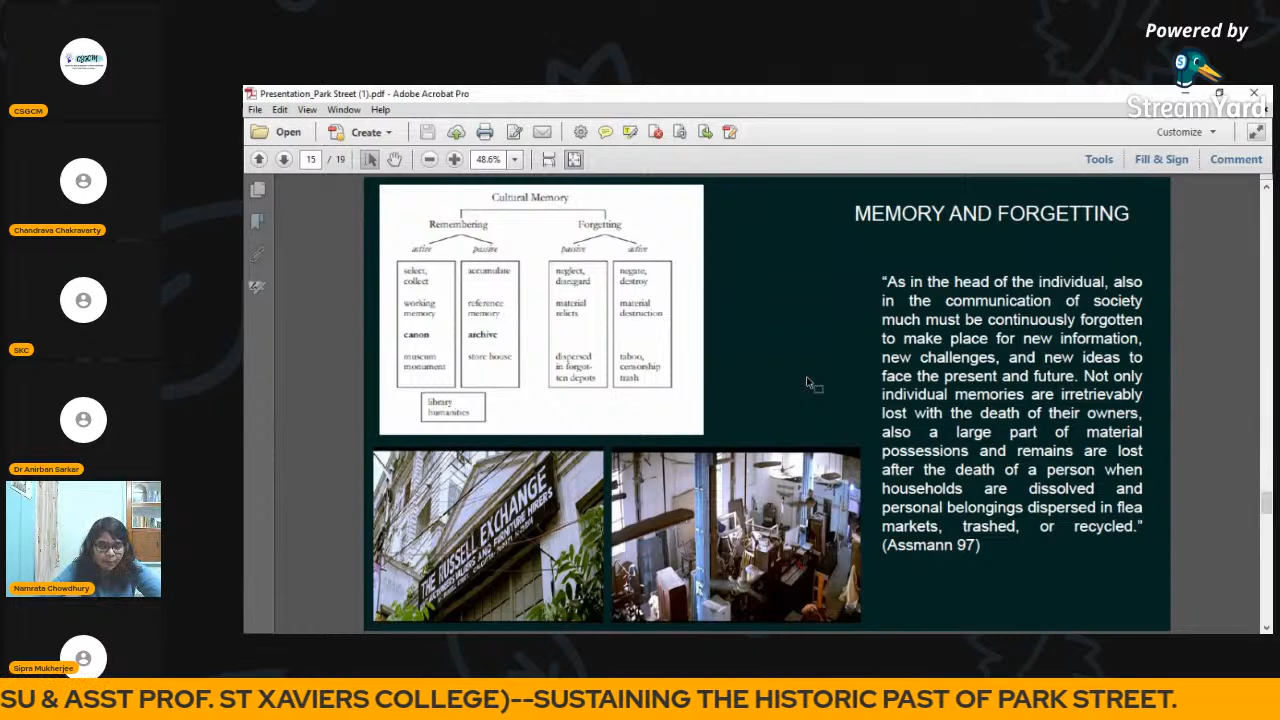 Powered by
StreamYard
CSGCM
Chandrava Chakravarty
SKC
Dr Anirban Sarkar
Namrata Chowdhury
Sipra Mukherjee
Presentation_Park Street (1).pdf - Adobe Acrobat Pro
File Edit View Window Help
Open Create Customize
15 / 19 48.6% Tools Fill & Sign Comment
Cultural Memory
Remembering Forgetting
active passive passive active
select,
collect
working
memory
canon
museum
monument
accumulate
reference
memory
archive
store house
neglect,
disregard
material
relicts
dispersed
in forgot-
ten depots
negate,
destroy
material
destruction
taboo,
censorship
trash
library
humanities
THE RUSSELL EXCHANGE
MEMORY AND FORGETTING
“As in the head of the individual, also
in the communication of society
much must be continuously forgotten
to make place for new information,
new challenges, and new ideas to
face the present and future. Not only
individual memories are irretrievably
lost with the death of their owners,
also a large part of material
possessions and remains are lost
after the death of a person when
households are dissolved and
personal belongings dispersed in flea
markets, trashed, or recycled.”
(Assmann 97)
SU & ASST PROF. ST XAVIERS COLLEGE)--SUSTAINING THE HISTORIC PAST OF PARK STREET.